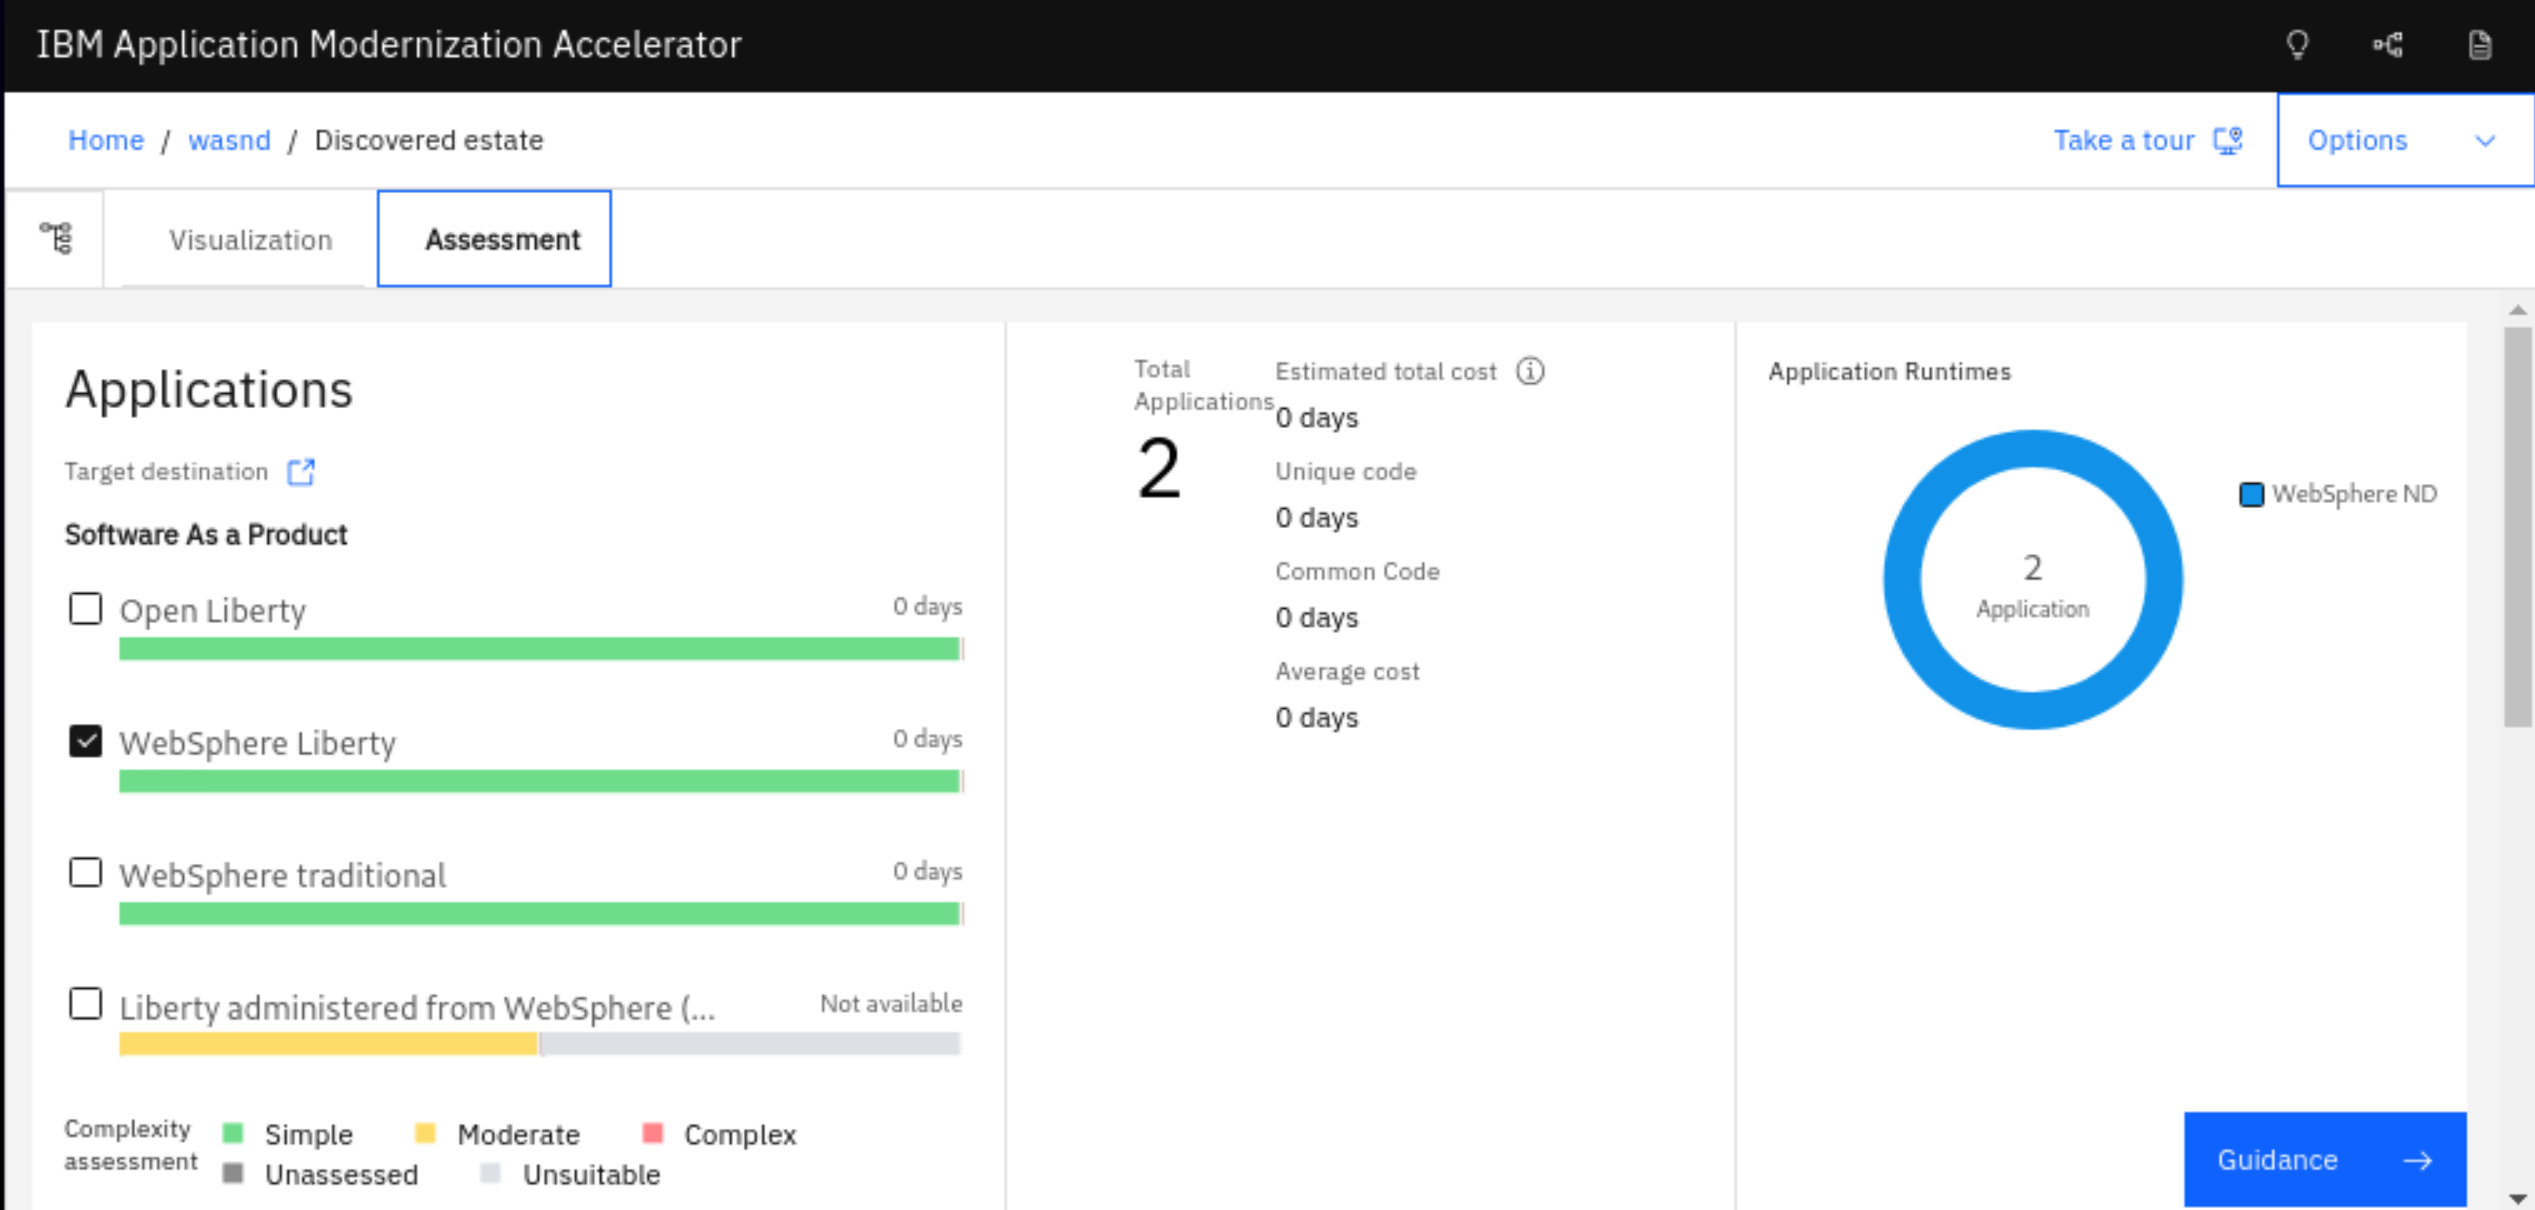 IBM Application Modernization Accelerator
Home / wasnd / Discovered estate
Take a tour
Options
Visualization
Assessment
Applications
Target destination
Software As a Product
Open Liberty
0 days
WebSphere Liberty
0 days
WebSphere traditional
0 days
Liberty administered from WebSphere (...
Not available
Complexity
assessment
Simple
Moderate
Complex
Unassessed
Unsuitable
Total
Applications
2
Estimated total cost
0 days
Unique code
0 days
Common Code
0 days
Average cost
0 days
Application Runtimes
2
Application
WebSphere ND
Guidance